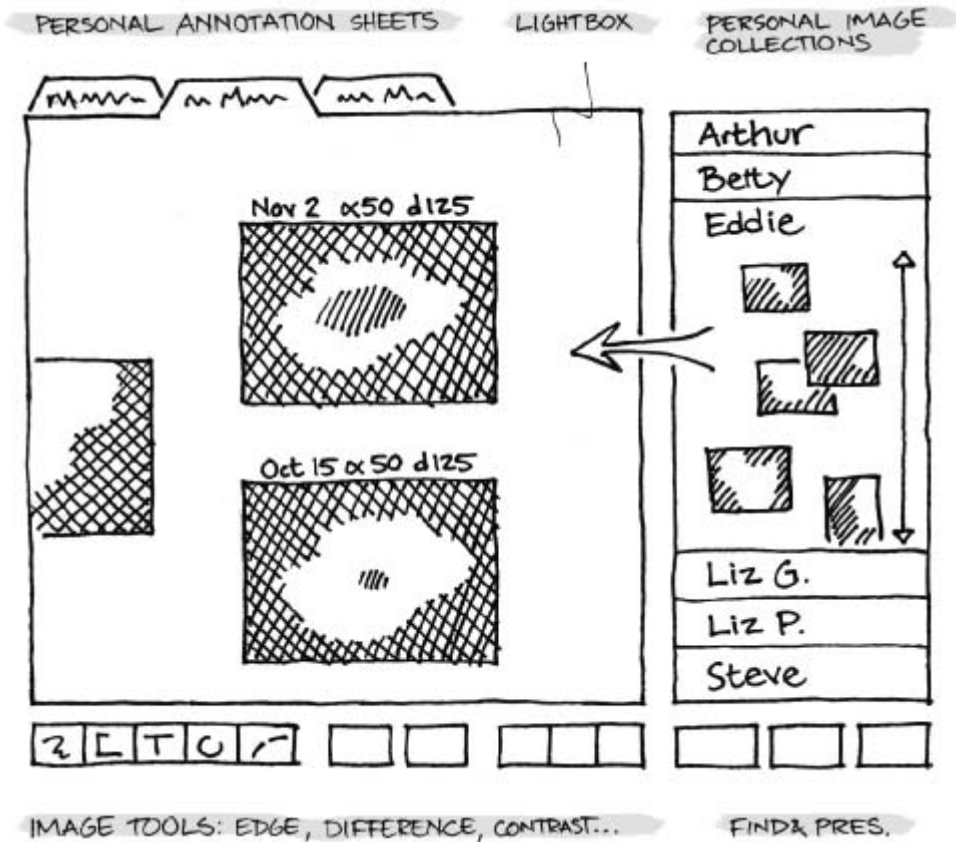 PERSONAL ANNOTATION SHEETS
LIGHTBOX
PERSONAL IMAGE
COLLECTIONS
Arthur
Betty
Eddie
Nov 2 α50 d125
Oct 15 α50 d125
Liz G.
Liz P.
Steve
T
IMAGE TOOLS: EDGE, DIFFERENCE, CONTRAST...
FIND & PRES.